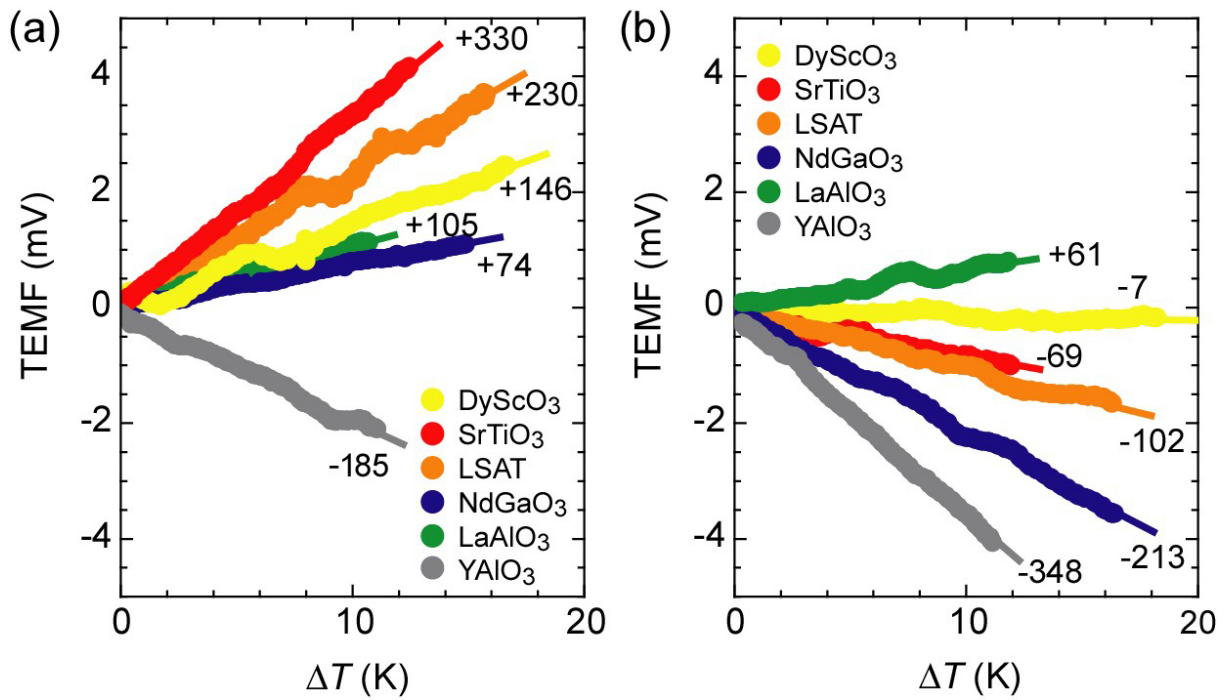 (a)
TEMF (mV)
4
2
0
-2
-4
+330
+230
+146
+105
+74
-185
DyScO3
SrTiO3
LSAT
NdGaO3
LaAlO3
YAlO3
0
10
20
ΔT (K)
(b)
TEMF (mV)
4
2
0
-2
-4
DyScO3
SrTiO3
LSAT
NdGaO3
LaAlO3
YAlO3
+61
-7
-69
-102
-213
-348
0
10
20
ΔT (K)